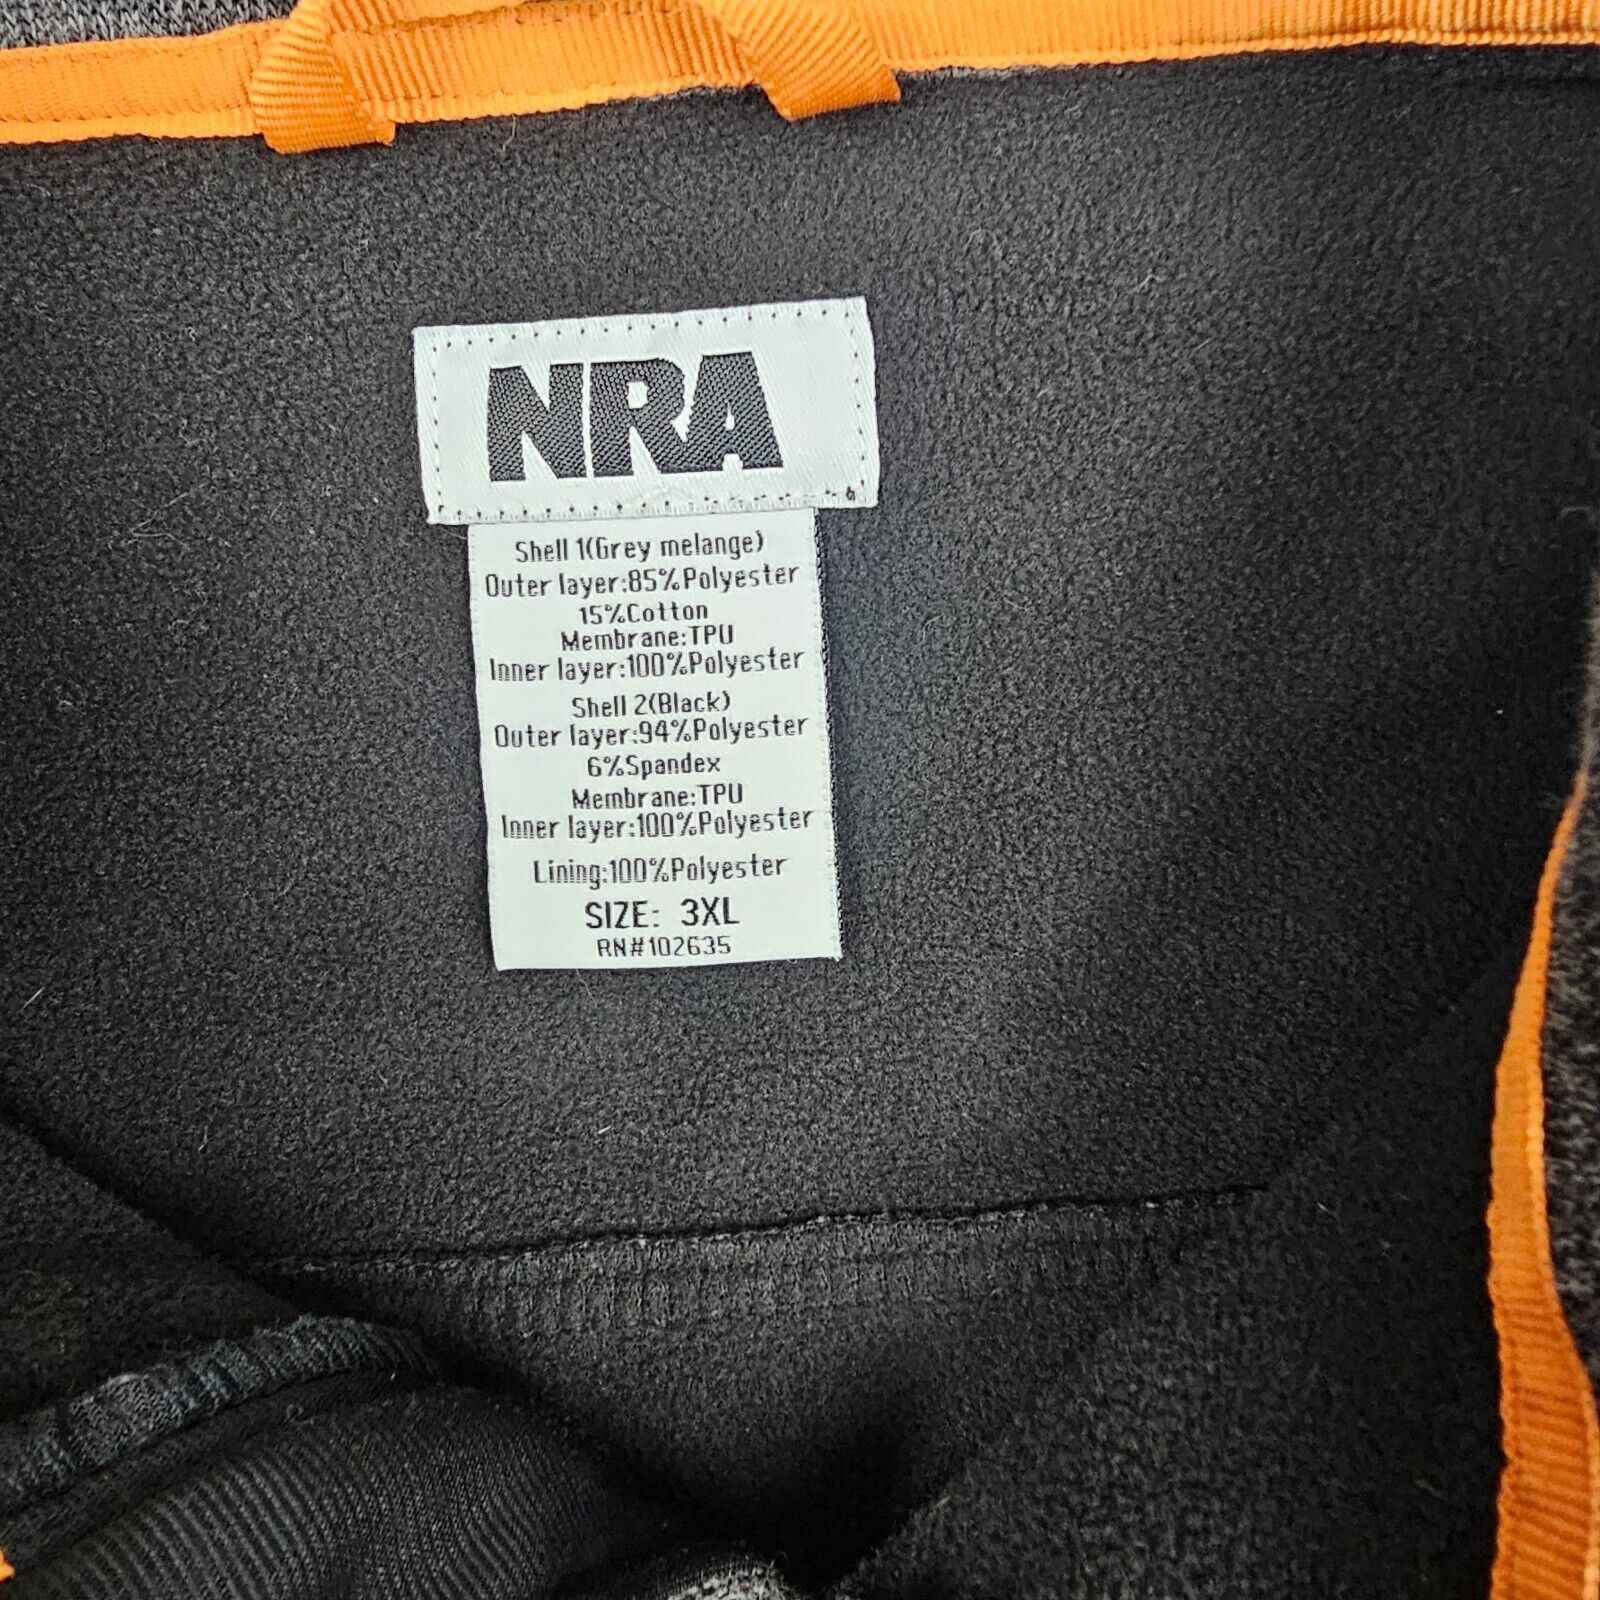 NRA
Shell 1(Grey melange)
Outer layer:85%Polyester
15%Cotton
Membrane:TPU
Inner layer:100%Polyester
Shell 2(Black)
Outer layer:94%Polyester
6%Spandex
Membrane:TPU
Inner layer:100%Polyester
Lining:100%Polyester
SIZE: 3XL
RN#102635